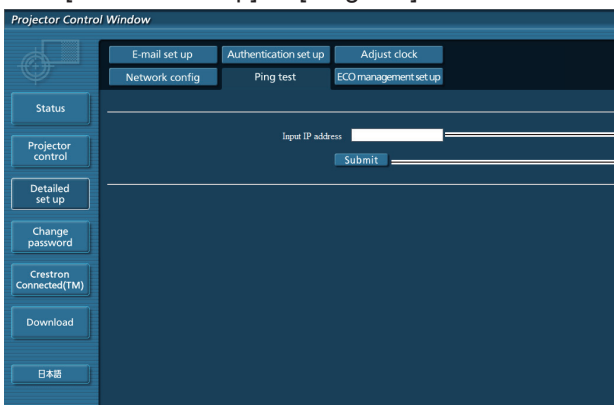 Projector Control Window
E-mail set up
Authentication set up
Adjust clock
Network config
Ping test
ECO management set up
Status
Projector
control
Detailed
set up
Change
password
Crestron
Connected(TM)
Download
日本語
Input IP address
Submit